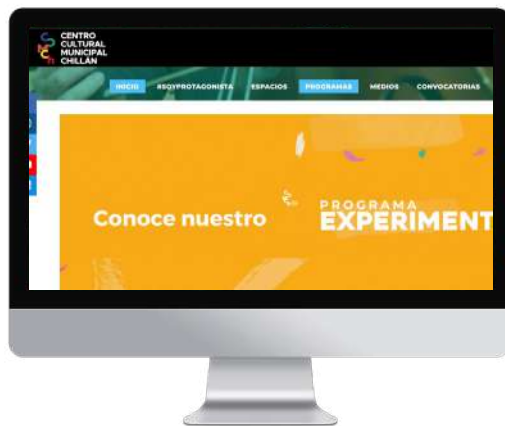 CENTRO
CULTURAL
MUNICIPAL
CHILLÁN
INICIO #SOYPROTAGONISTA ESPACIOS PROGRAMAS MEDIOS CONVOCATORIAS
Conoce nuestro
PROGRAMA
EXPERIMENT